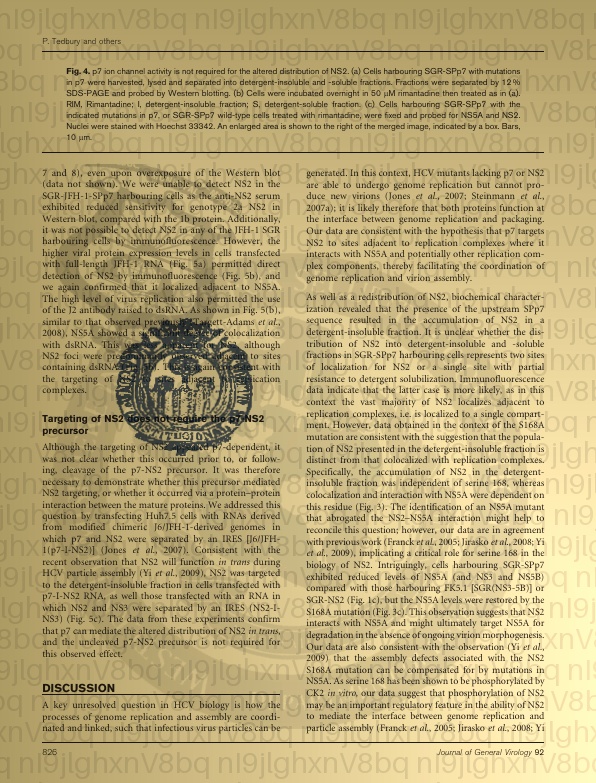 P. Tedbury and others
Fig. 4. p7 ion channel activity is not required for the altered distribution of NS2. (a) Cells harbouring SGR-SPp7 with mutations
in p7 were harvested, lysed and separated into detergent-insoluble and -soluble fractions. Fractions were separated by 12 %
SDS-PAGE and probed by Western blotting. (b) Cells were incubated overnight in 50 µM rimantadine then treated as in (a).
RIM, Rimantadine; I, detergent-insoluble fraction; S, detergent-soluble fraction. (c) Cells harbouring SGR-SPp7 with the
indicated mutations in p7, or SGR-SPp7 wild-type cells treated with rimantadine, were fixed and probed for NS5A and NS2.
Nuclei were stained with Hoechst 33342. An enlarged area is shown to the right of the merged image, indicated by a box. Bars,
10 µm.
7 and 8), even upon overexposure of the Western blot
(data not shown). We were unable to detect NS2 in the
SGR-JFH-1-SPp7 harbouring cells as the anti-NS2 serum
exhibited reduced sensitivity for genotype 2a NS2 in
Western blot, compared with the 1b protein. Additionally,
it was not possible to detect NS2 in any of the JFH-1 SGR
harbouring cells by immunofluorescence. However, the
higher viral protein expression levels in cells transfected
with full-length JFH-1 RNA (Fig. 5a) permitted direct
detection of NS2 by immunofluorescence (Fig. 5b), and
we again confirmed that it localized adjacent to NS5A.
The high level of virus replication also permitted the use
of the J2 antibody raised to dsRNA. As shown in Fig. 5(b),
similar to that observed previously (Targett-Adams et al.,
2008), NS5A showed a colocalization
with dsRNA. This was although
NS2 foci were adjacent to sites
containing dsRNA consistent with
the targeting of sites adjacent replication
complexes.
Targeting of NS2 does not require the p7-NS2
precursor
Although the targeting of NS2 p7-dependent, it
was not clear whether this occurred prior to, or follow-
ing, cleavage of the p7-NS2 precursor. It was therefore
necessary to demonstrate whether this precursor mediated
NS2 targeting, or whether it occurred via a protein–protein
interaction between the mature proteins. We addressed this
question by transfecting Huh7.5 cells with RNAs derived
from modified chimeric J6/JFH-1-derived genomes in
which p7 and NS2 were separated by an IRES [J6/JFH-
1(p7-I-NS2)] (Jones et al., 2007). Consistent with the
recent observation that NS2 will function in trans during
HCV particle assembly (Yi et al., 2009), NS2 was targeted
to the detergent-insoluble fraction in cells transfected with
p7-I-NS2 RNA, as well those transfected with an RNA in
which NS2 and NS3 were separated by an IRES (NS2-I-
NS3) (Fig. 5c). The data from these experiments confirm
that p7 can mediate the altered distribution of NS2 in trans,
and the uncleaved p7-NS2 precursor is not required for
this observed effect.
DISCUSSION
A key unresolved question in HCV biology is how the
processes of genome replication and assembly are coordi-
nated and linked, such that infectious virus particles can be
generated. In this context, HCV mutants lacking p7 or NS2
are able to undergo genome replication but cannot pro-
duce new virions (Jones et al., 2007; Steinmann et al.,
2007a); it is likely therefore that both proteins function at
the interface between genome replication and packaging.
Our data are consistent with the hypothesis that p7 targets
NS2 to sites adjacent to replication complexes where it
interacts with NS5A and potentially other replication com-
plex components, thereby facilitating the coordination of
genome replication and virion assembly.
As well as a redistribution of NS2, biochemical character-
ization revealed that the presence of the upstream SPp7
sequence resulted in the accumulation of NS2 in a
detergent-insoluble fraction. It is unclear whether the dis-
tribution of NS2 into detergent-insoluble and -soluble
fractions in SGR-SPp7 harbouring cells represents two sites
of localization for NS2 or a single site with partial
resistance to detergent solubilization. Immunofluorescence
data indicate that the latter case is more likely, as in this
context the vast majority of NS2 localizes adjacent to
replication complexes, i.e. is localized to a single compart-
ment. However, data obtained in the context of the S168A
mutation are consistent with the suggestion that the popula-
tion of NS2 presented in the detergent-insoluble fraction is
distinct from that colocalized with replication complexes.
Specifically, the accumulation of NS2 in the detergent-
insoluble fraction was independent of serine 168, whereas
colocalization and interaction with NS5A were dependent on
this residue (Fig. 3). The identification of an NS5A mutant
that abrogated the NS2–NS5A interaction might help to
reconcile this question; however, our data are in agreement
with previous work (Franck et al., 2005; Jirasko et al., 2008; Yi
et al., 2009), implicating a critical role for serine 168 in the
biology of NS2. Intriguingly, cells harbouring SGR-SPp7
exhibited reduced levels of NS5A (and NS3 and NS5B)
compared with those harbouring FK5.1 [SGR(NS3-5B)] or
SGR-NS2 (Fig. 1c), but the NS5A levels were restored by the
S168A mutation (Fig. 3c). This observation suggests that NS2
interacts with NS5A and might ultimately target NS5A for
degradation in the absence of ongoing virion morphogenesis.
Our data are also consistent with the observation (Yi et al.,
2009) that the assembly defects associated with the NS2
S168A mutation can be compensated for by mutations in
NS5A. As serine 168 has been shown to be phosphorylated by
CK2 in vitro, our data suggest that phosphorylation of NS2
may be an important regulatory feature in the ability of NS2
to mediate the interface between genome replication and
particle assembly (Franck et al., 2005; Jirasko et al., 2008; Yi
826
Journal of General Virology 92